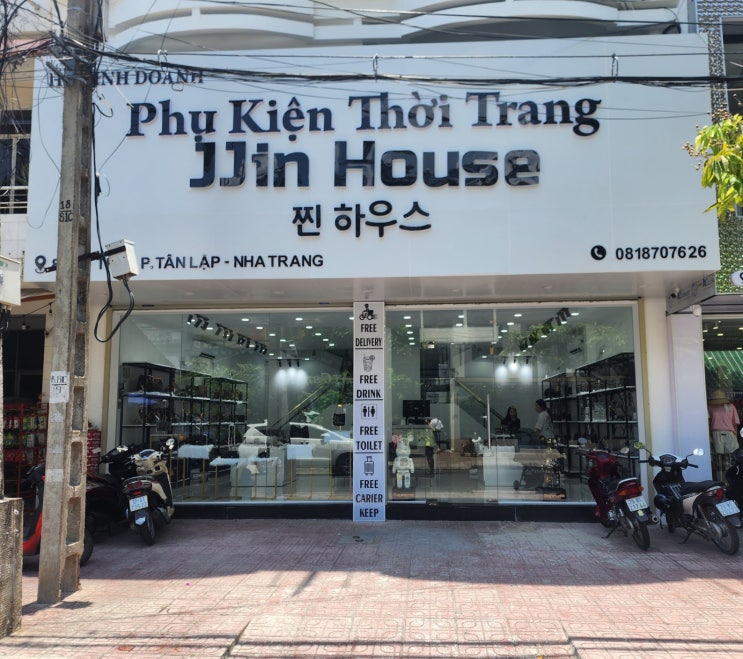 KINH DOANH
Phụ Kiện Thời Trang
JJin House
찐 하우스
P, TÂN LẬP - NHA TRANG
0818707626
FREE
DELIVERY
FREE
DRINK
FREE
TOILET
FREE
CARIER
KEEP